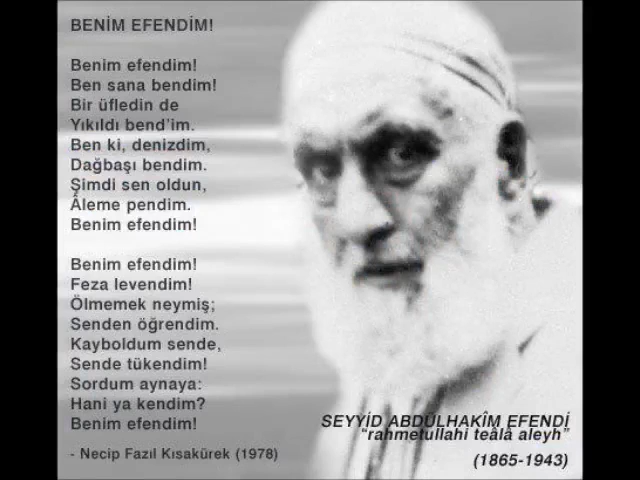 BENİM EFENDİM!
Benim efendim!
Ben sana bendim!
Bir üfledin de
Yıkıldı bend'im.
Ben ki, denizdim,
Dağbaşı bendim.
Şimdi sen oldun,
Âleme pendim.
Benim efendim!
Benim efendim!
Feza levendim!
Ölmemek neymiş;
Senden öğrendim.
Kayboldum sende,
Sende tükendim!
Sordum aynaya:
Hani ya kendim?
Benim efendim!
- Necip Fazıl Kısakürek (1978)
SEYYİD ABDÜLHAKÎM EFENDİ
“rahmetullahi teâlâ aleyh”
(1865-1943)